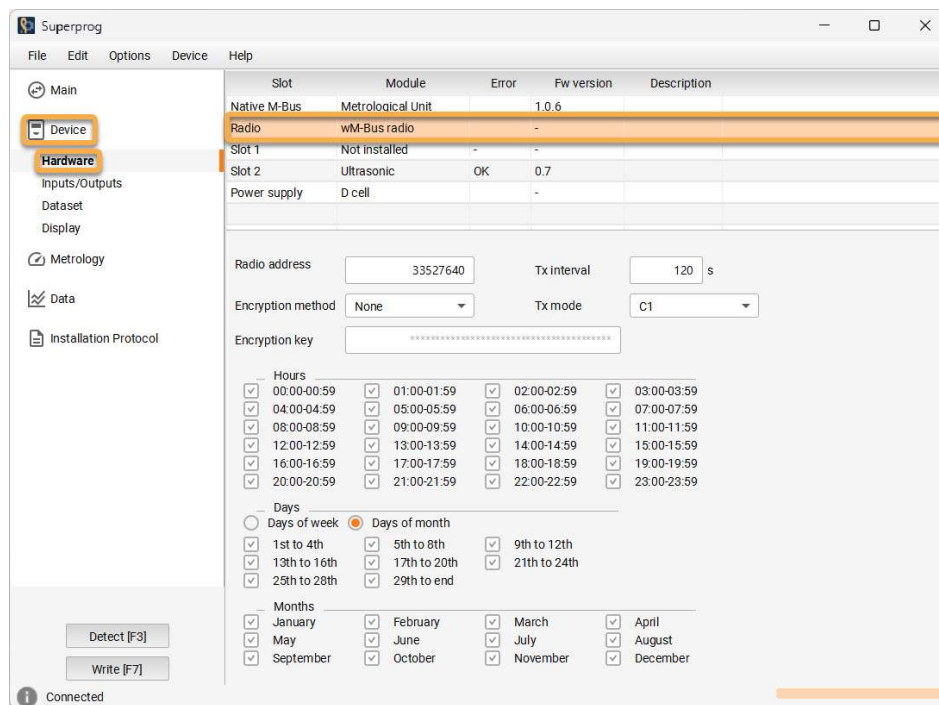 Superprog
File Edit Options Device Help
Main
Device
Hardware
Inputs/Outputs
Dataset
Display
Metrology
Data
Installation Protocol
Detect [F3]
Write [F7]
Connected
Slot Module Error Fw version Description
Native M-Bus Metrological Unit 1.0.6
Radio wM-Bus radio -
Slot 1 Not installed - -
Slot 2 Ultrasonic OK 0.7
Power supply D cell -
Radio address 33527640 Tx interval 120 s
Encryption method None Tx mode C1
Encryption key ****************************************
Hours
00:00-00:59 01:00-01:59 02:00-02:59 03:00-03:59
04:00-04:59 05:00-05:59 06:00-06:59 07:00-07:59
08:00-08:59 09:00-09:59 10:00-10:59 11:00-11:59
12:00-12:59 13:00-13:59 14:00-14:59 15:00-15:59
16:00-16:59 17:00-17:59 18:00-18:59 19:00-19:59
20:00-20:59 21:00-21:59 22:00-22:59 23:00-23:59
Days
Days of week Days of month
1st to 4th 5th to 8th 9th to 12th
13th to 16th 17th to 20th 21th to 24th
25th to 28th 29th to end
Months
January February March April
May June July August
September October November December